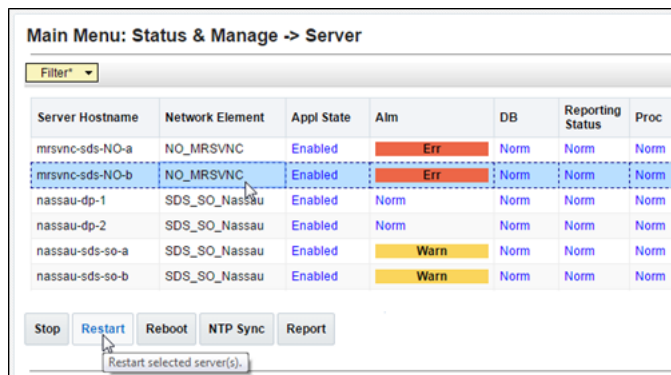 Main Menu: Status & Manage -> Server
Filter* ▼
Server Hostname Network Element Appl State Alm DB Reporting Status Proc
mrsvnc-sds-NO-a NO_MRSVNC Enabled Err Norm Norm Norm
mrsvnc-sds-NO-b NO_MRSVNC Enabled Err Norm Norm Norm
nassau-dp-1 SDS_SO_Nassau Enabled Norm Norm Norm Norm
nassau-dp-2 SDS_SO_Nassau Enabled Norm Norm Norm Norm
nassau-sds-so-a SDS_SO_Nassau Enabled Warn Norm Norm Norm
nassau-sds-so-b SDS_SO_Nassau Enabled Warn Norm Norm Norm
Stop Restart Reboot NTP Sync Report
Restart selected server(s).